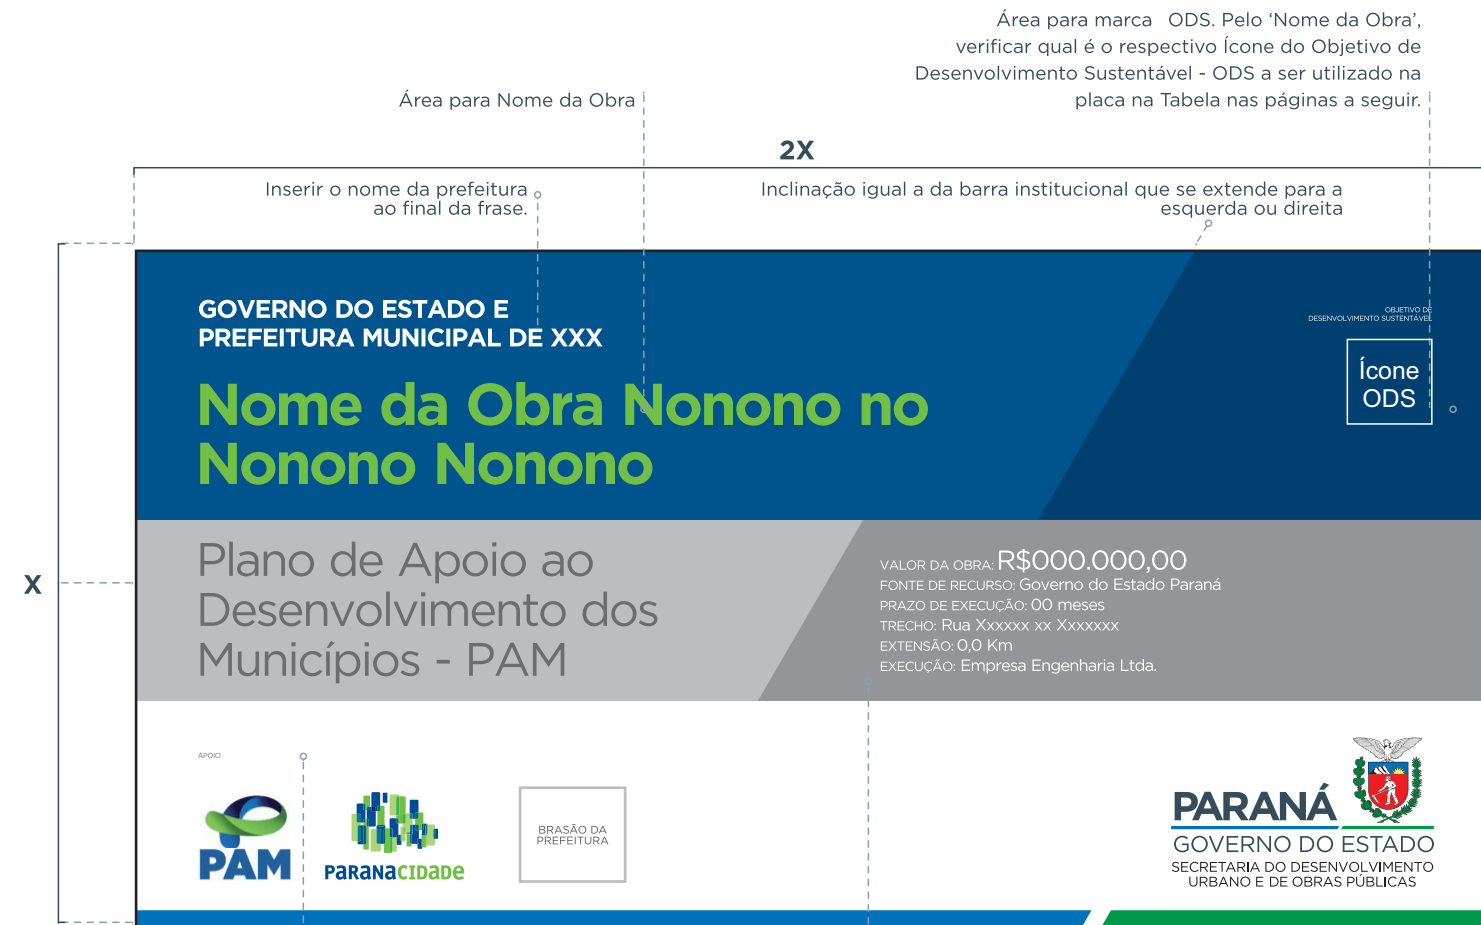 Área para marca ODS. Pelo ‘Nome da Obra’,
verificar qual é o respectivo Ícone do Objetivo de
Desenvolvimento Sustentável - ODS a ser utilizado na
placa na Tabela nas páginas a seguir.
Área para Nome da Obra
2X
Inserir o nome da prefeitura
ao final da frase.
Inclinação igual a da barra institucional que se extende para a
esquerda ou direita
GOVERNO DO ESTADO E
PREFEITURA MUNICIPAL DE XXX
OBJETIVO DE
DESENVOLVIMENTO SUSTENTÁVEL
Ícone
ODS
Nome da Obra Nonono no
Nonono Nonono
X
Plano de Apoio ao
Desenvolvimento dos
Municípios - PAM
VALOR DA OBRA: R$000.000,00
FONTE DE RECURSO: Governo do Estado Paraná
PRAZO DE EXECUÇÃO: 00 meses
TRECHO: Rua Xxxxxx xx Xxxxxxx
EXTENSÃO: 0,0 Km
EXECUÇÃO: Empresa Engenharia Ltda.
APOIO
PAM
PARANACIDADE
BRASÃO DA
PREFEITURA
PARANÁ
GOVERNO DO ESTADO
SECRETARIA DO DESENVOLVIMENTO
URBANO E DE OBRAS PÚBLICAS